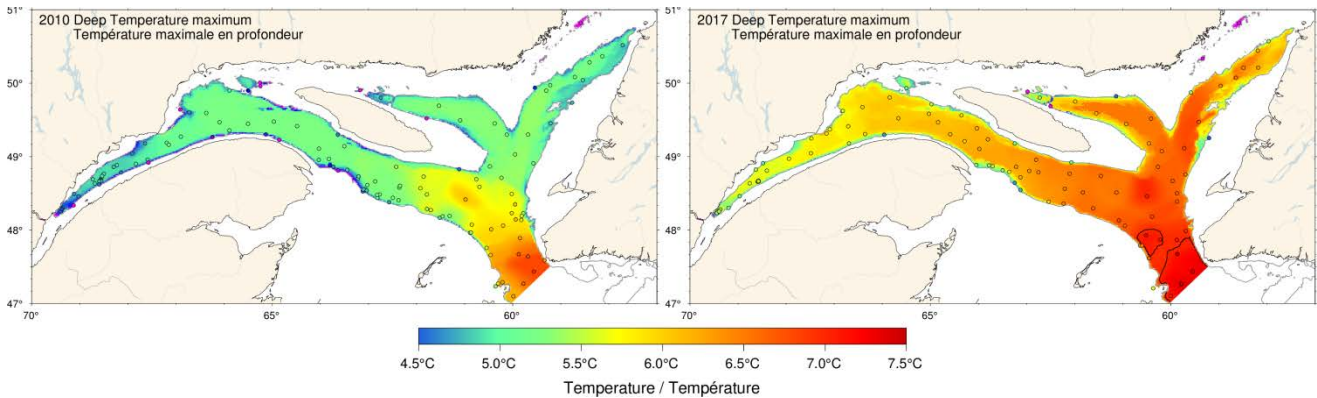 2010 Deep Temperature maximum
Température maximale en profondeur
51°
50°
49°
48°
47°
70°
65°
60°
2017 Deep Temperature maximum
Température maximale en profondeur
51°
50°
49°
48°
47°
70°
65°
60°
4.5°C 5.0°C 5.5°C 6.0°C 6.5°C 7.0°C 7.5°C
Temperature / Température